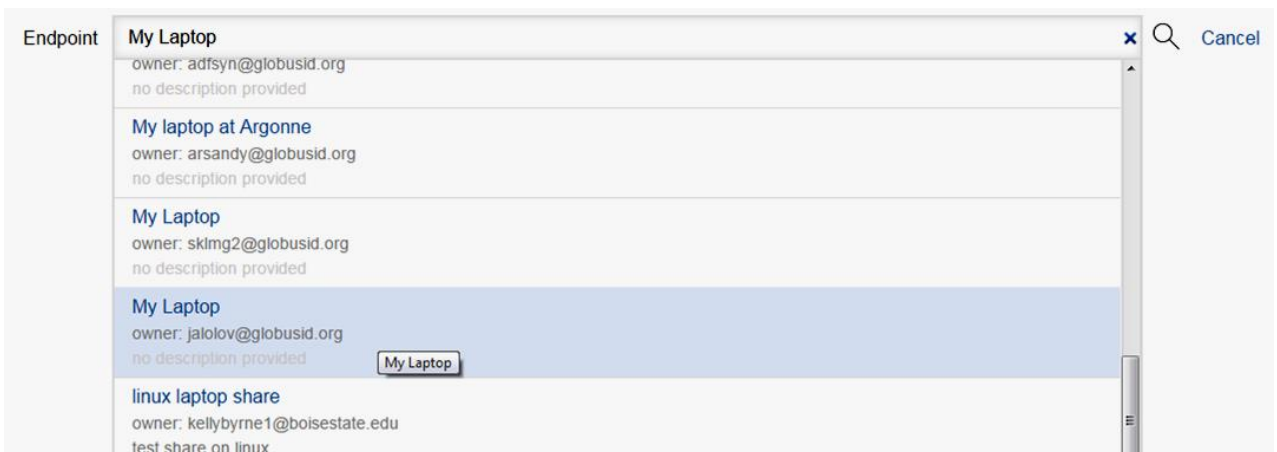 Endpoint My Laptop Cancel
owner: adfsyn@globusid.org
no description provided
My laptop at Argonne
owner: arsandy@globusid.org
no description provided
My Laptop
owner: sklmg2@globusid.org
no description provided
My Laptop
owner: jalolov@globusid.org
no description provided
My Laptop
linux laptop share
owner: kellybyrne1@boisestate.edu
test share on linux